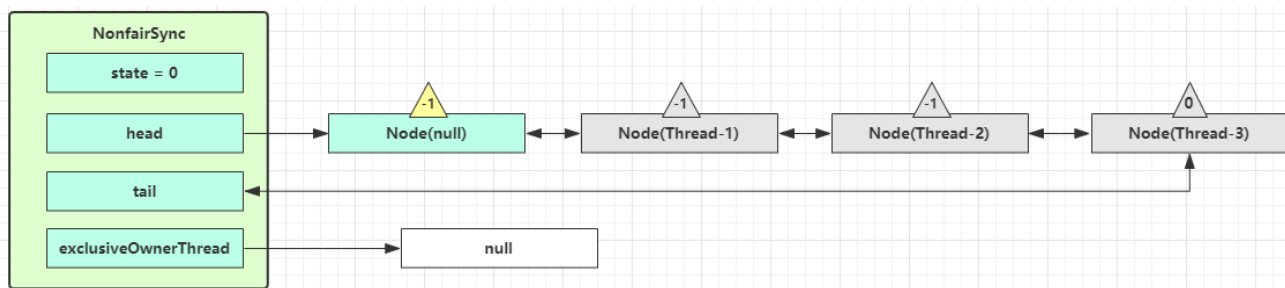 NonfairSync
state = 0
-1
-1
-1
0
head
Node(null)
Node(Thread-1)
Node(Thread-2)
Node(Thread-3)
tail
exclusiveOwnerThread
null